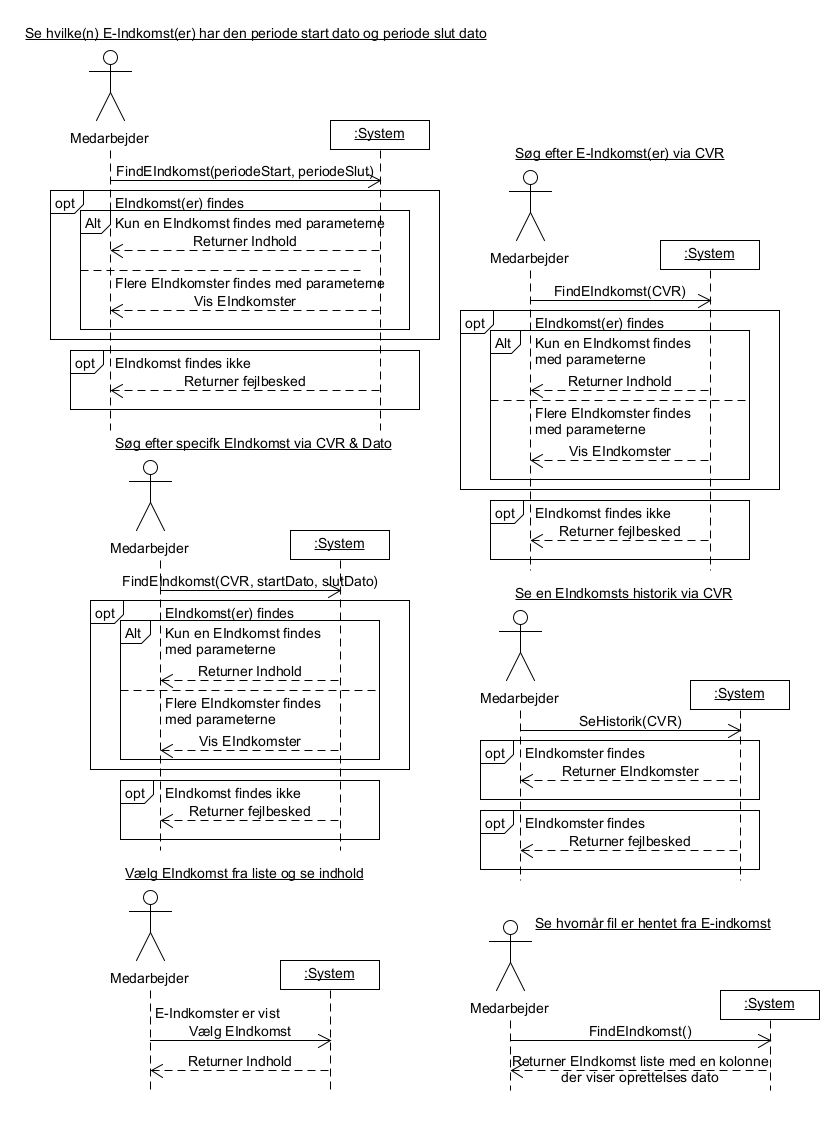 Se hvilke(n) E-Indkomst(er) har den periode start dato og periode slut dato
Medarbejder
:System
FindEIndkomst(periodeStart, periodeSlut)
opt
EIndkomst(er) findes
Alt
Kun en EIndkomst findes med parameterne
Returner Indhold
Flere EIndkomster findes med parameterne
Vis EIndkomster
opt
EIndkomst findes ikke
Returner fejlbesked
Søg efter E-Indkomst(er) via CVR
Medarbejder
:System
FindEIndkomst(CVR)
opt
EIndkomst(er) findes
Alt
Kun en EIndkomst findes
med parameterne
Returner Indhold
Flere EIndkomster findes
med parameterne
Vis EIndkomster
opt
EIndkomst findes ikke
Returner fejlbesked
Søg efter specifk EIndkomst via CVR & Dato
Medarbejder
:System
FindEIndkomst(CVR, startDato, slutDato)
opt
EIndkomst(er) findes
Alt
Kun en EIndkomst findes
med parameterne
Returner Indhold
Flere EIndkomster findes
med parameterne
Vis EIndkomster
opt
EIndkomst findes ikke
Returner fejlbesked
Se en EIndkomsts historik via CVR
Medarbejder
:System
SeHistorik(CVR)
opt
EIndkomster findes
Returner EIndkomster
opt
EIndkomster findes
Returner fejlbesked
Vælg EIndkomst fra liste og se indhold
Medarbejder
:System
E-Indkomster er vist
Vælg EIndkomst
Returner Indhold
Se hvornår fil er hentet fra E-indkomst
Medarbejder
:System
FindEIndkomst()
Returner EIndkomst liste med en kolonne
der viser oprettelses dato